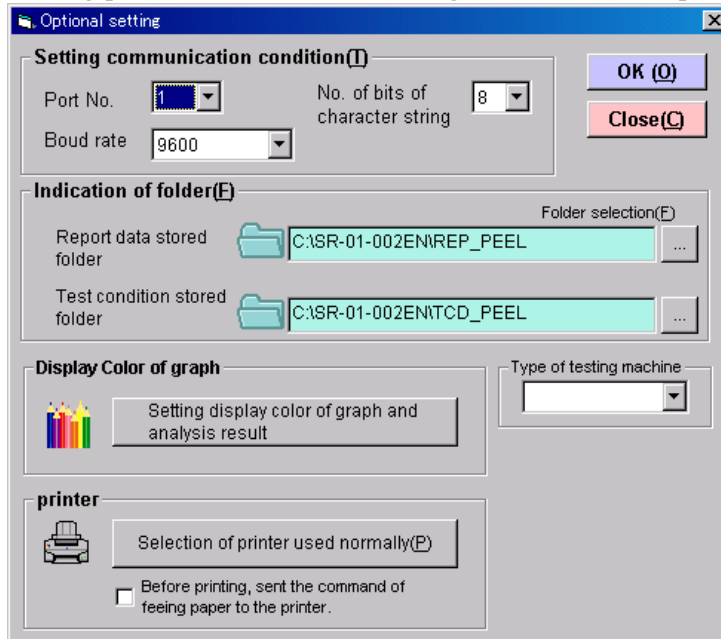 Optional setting
Setting communication condition(T)
Port No.
1
No. of bits of
character string
8
OK (O)
Close(C)
Boud rate
9600
Indication of folder(F)
Folder selection(F)
Report data stored
folder
C:\SR-01-002EN\REP_PEEL
...
Test condition stored
folder
C:\SR-01-002EN\TCD_PEEL
...
Display Color of graph
Type of testing machine
Setting display color of graph and
analysis result
printer
Selection of printer used normally(P)
Before printing, sent the command of
feeing paper to the printer.